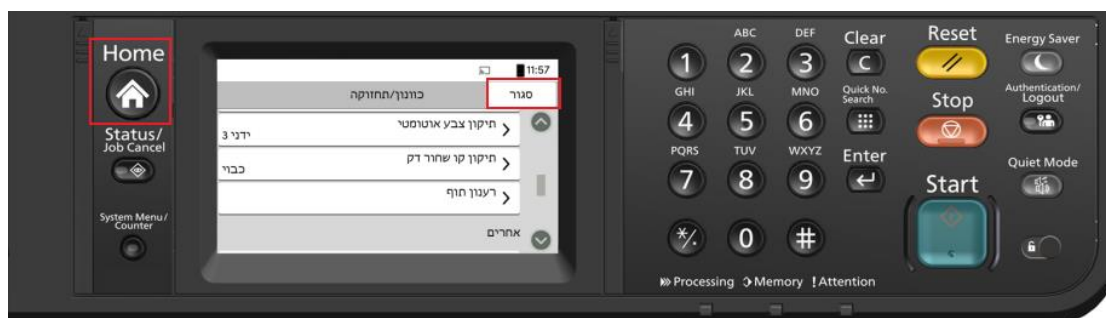 Home
Status/
Job Cancel
System Menu/
Counter
11:57
סגור
כוונון/תחזוקה
תיקון צבע אוטומטי
ידני 3
תיקון קו שחור דק
כבוי
רענון תוף
אחרים
ABC DEF
1 2 3
GHI JKL MNO
4 5 6
PQRS TUV WXYZ
7 8 9
*/. 0 #
Clear
C
Quick No.
Search
Enter
Reset
Stop
Start
Energy Saver
Authentication/
Logout
Quiet Mode
Processing Memory ! Attention